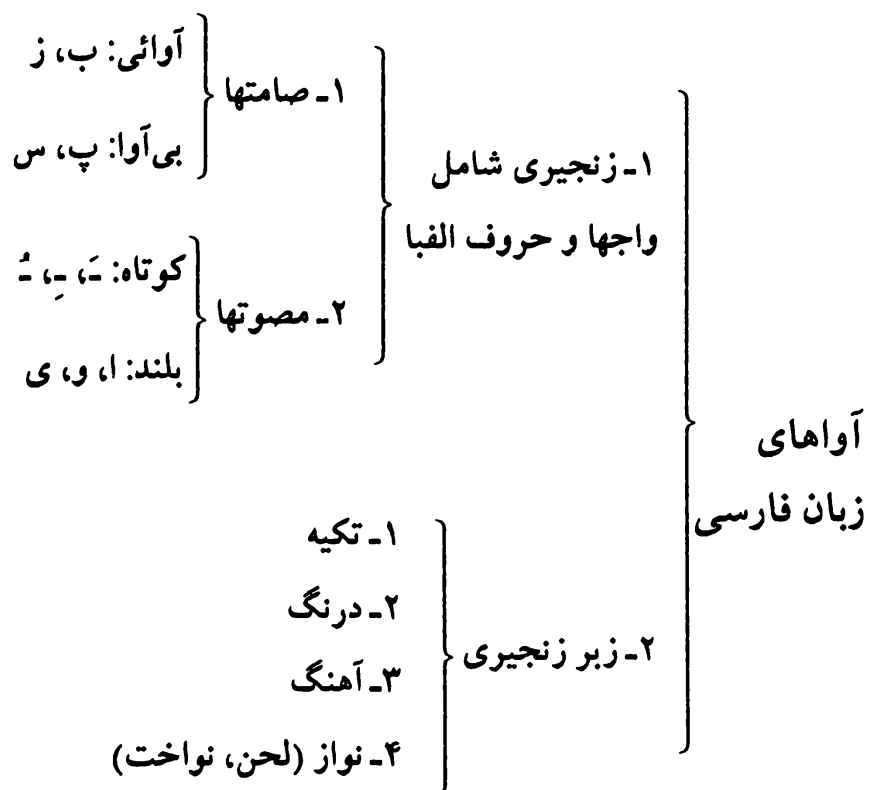 آواهای
زبان فارسی
۱ـ زنجیری شامل
واجها و حروف الفبا
۱ـ صامتها
آوائی: ب، ز
بی‌آوا: پ، س
۲ـ مصوتها
کوتاه: ـَ، ـِ، ـُ
بلند: ا، و، ی
۲ـ زبر زنجیری
۱ـ تکیه
۲ـ درنگ
۳ـ آهنگ
۴ـ نواز (لحن، نواخت)